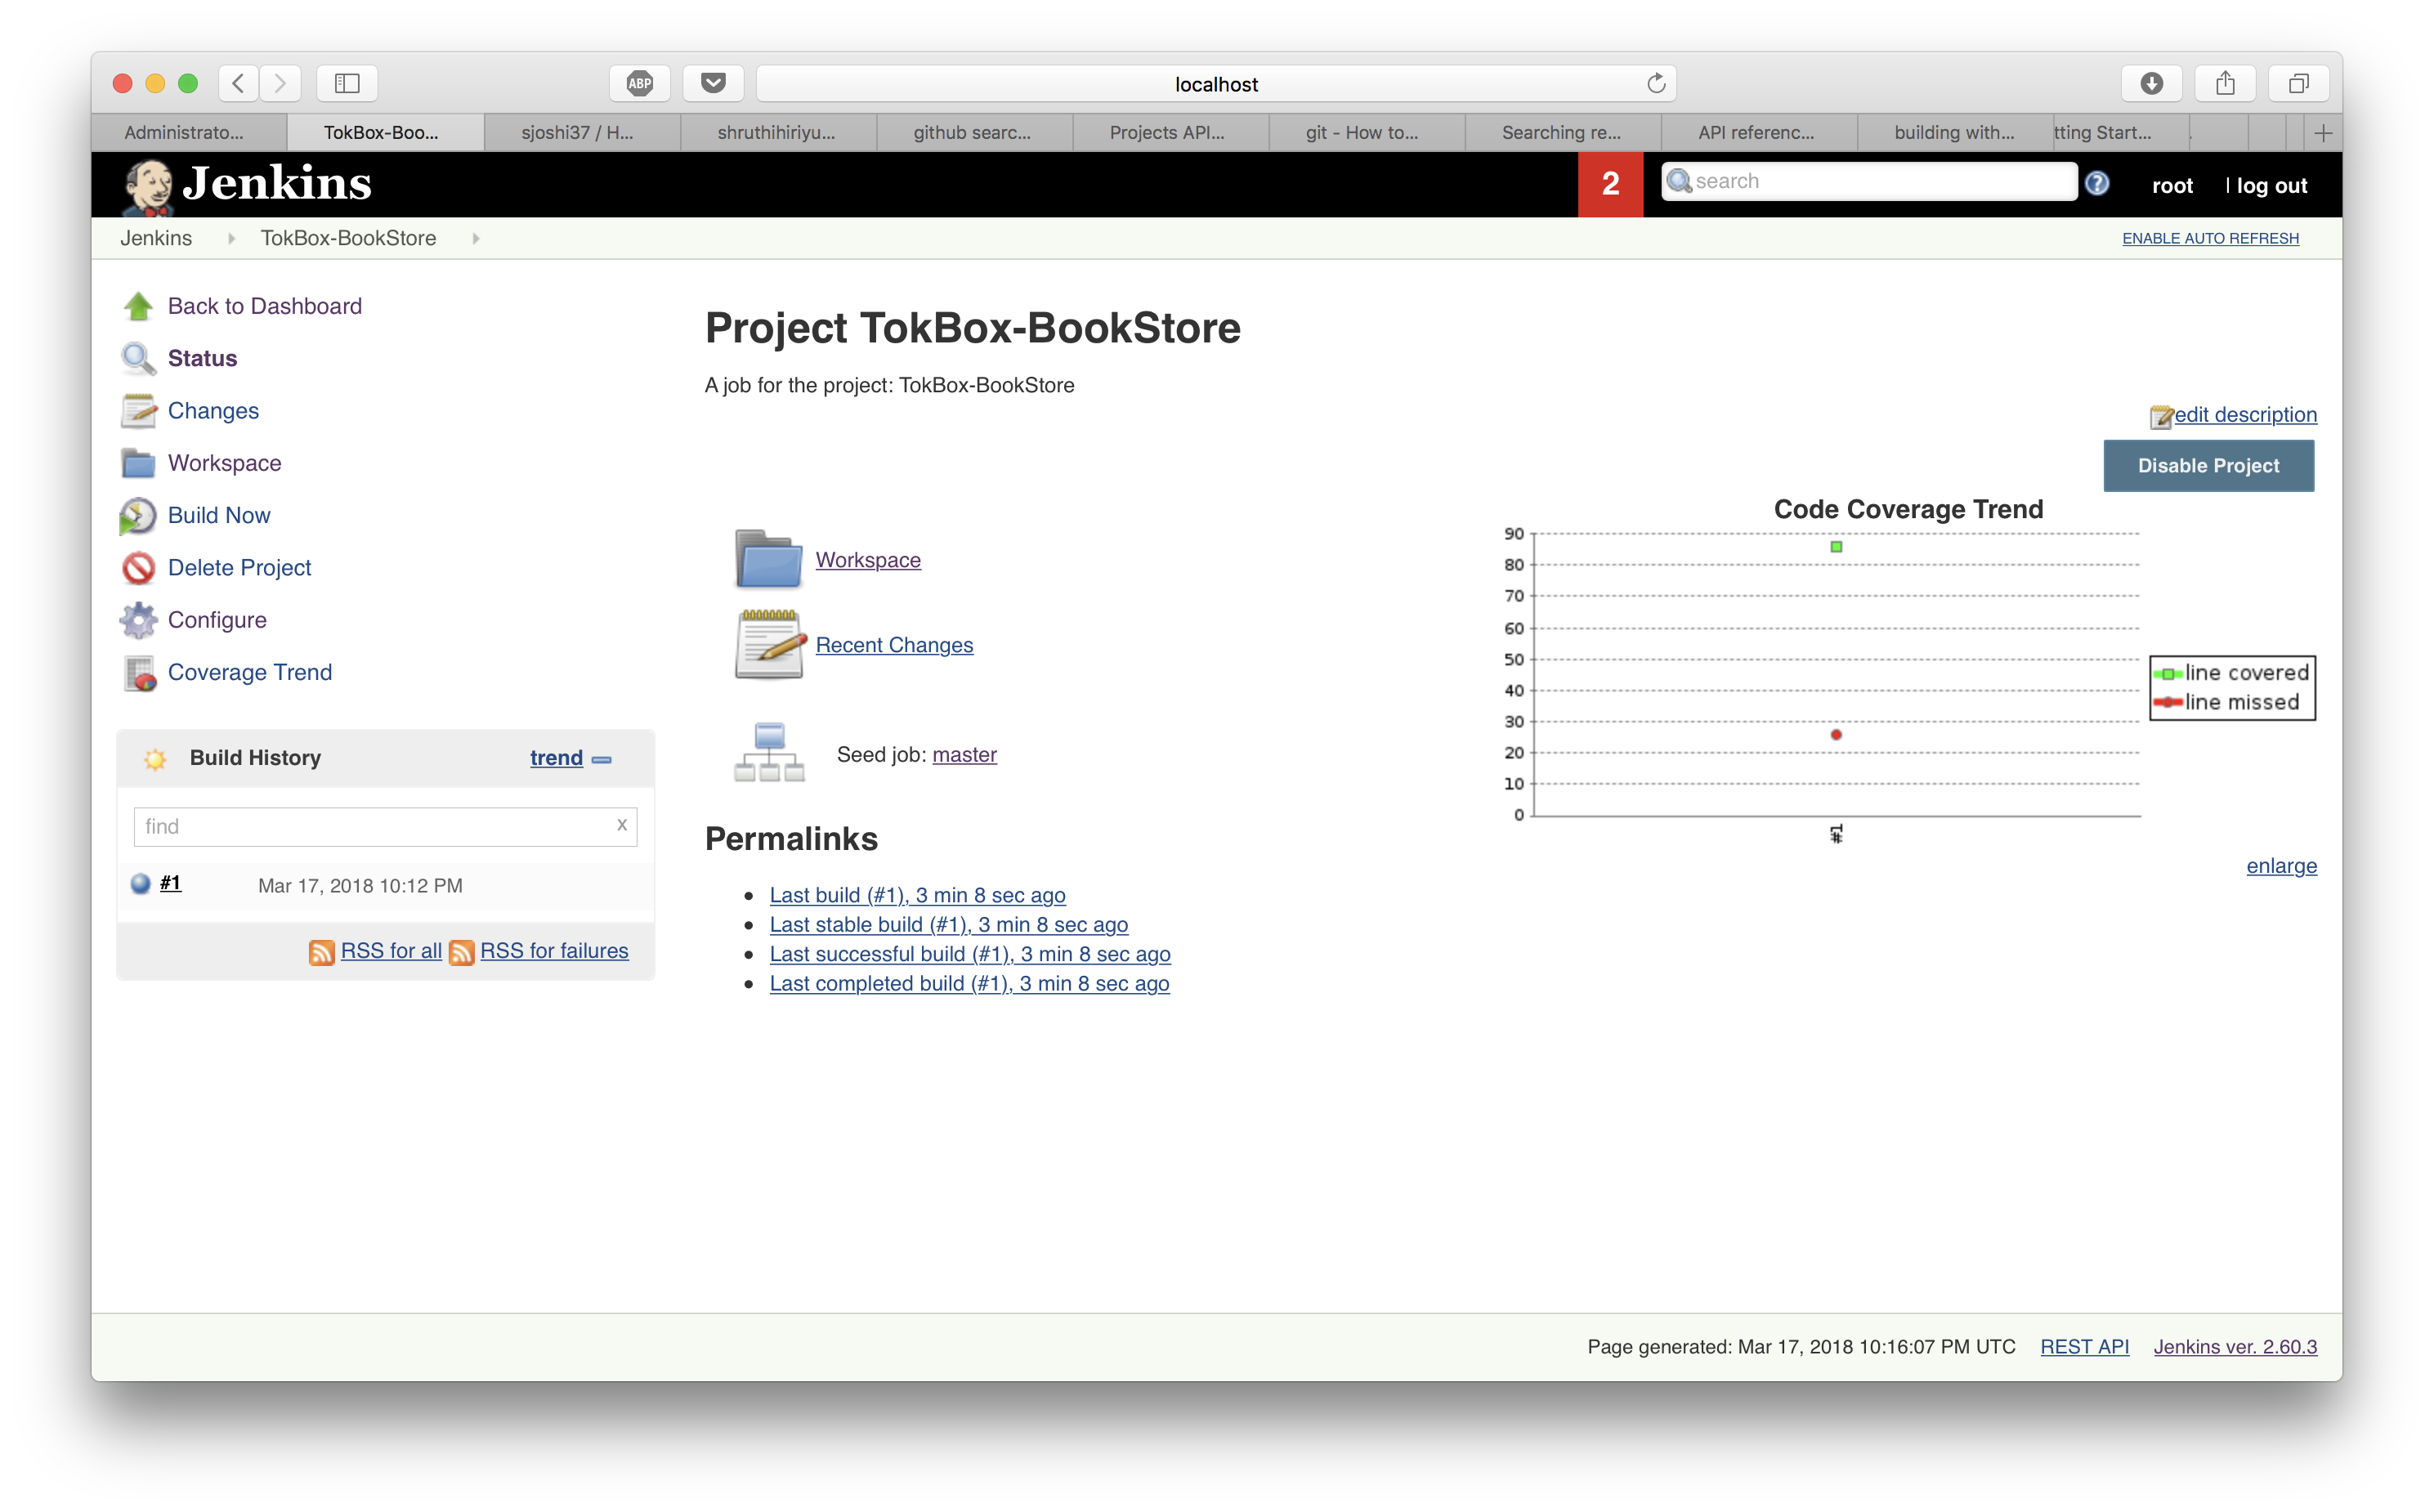 ABP
localhost
Administrato... TokBox-Boo... sjoshi37 / H... shruthihiriyu... github searc... Projects API... git - How to... Searching re... API referenc... building with... tting Start...
Jenkins 2 search ? root | log out
Jenkins TokBox-BookStore ENABLE AUTO REFRESH
Back to Dashboard
Status
Changes
Workspace
Build Now
Delete Project
Configure
Coverage Trend
Build History trend
find x
#1 Mar 17, 2018 10:12 PM
RSS for all RSS for failures
Project TokBox-BookStore
A job for the project: TokBox-BookStore
edit description
Disable Project
Workspace
Recent Changes
Seed job: master
Code Coverage Trend
90
80
70
60
50
40
30
20
10
0
#1
line covered
line missed
enlarge
Permalinks
Last build (#1), 3 min 8 sec ago
Last stable build (#1), 3 min 8 sec ago
Last successful build (#1), 3 min 8 sec ago
Last completed build (#1), 3 min 8 sec ago
Page generated: Mar 17, 2018 10:16:07 PM UTC REST API Jenkins ver. 2.60.3